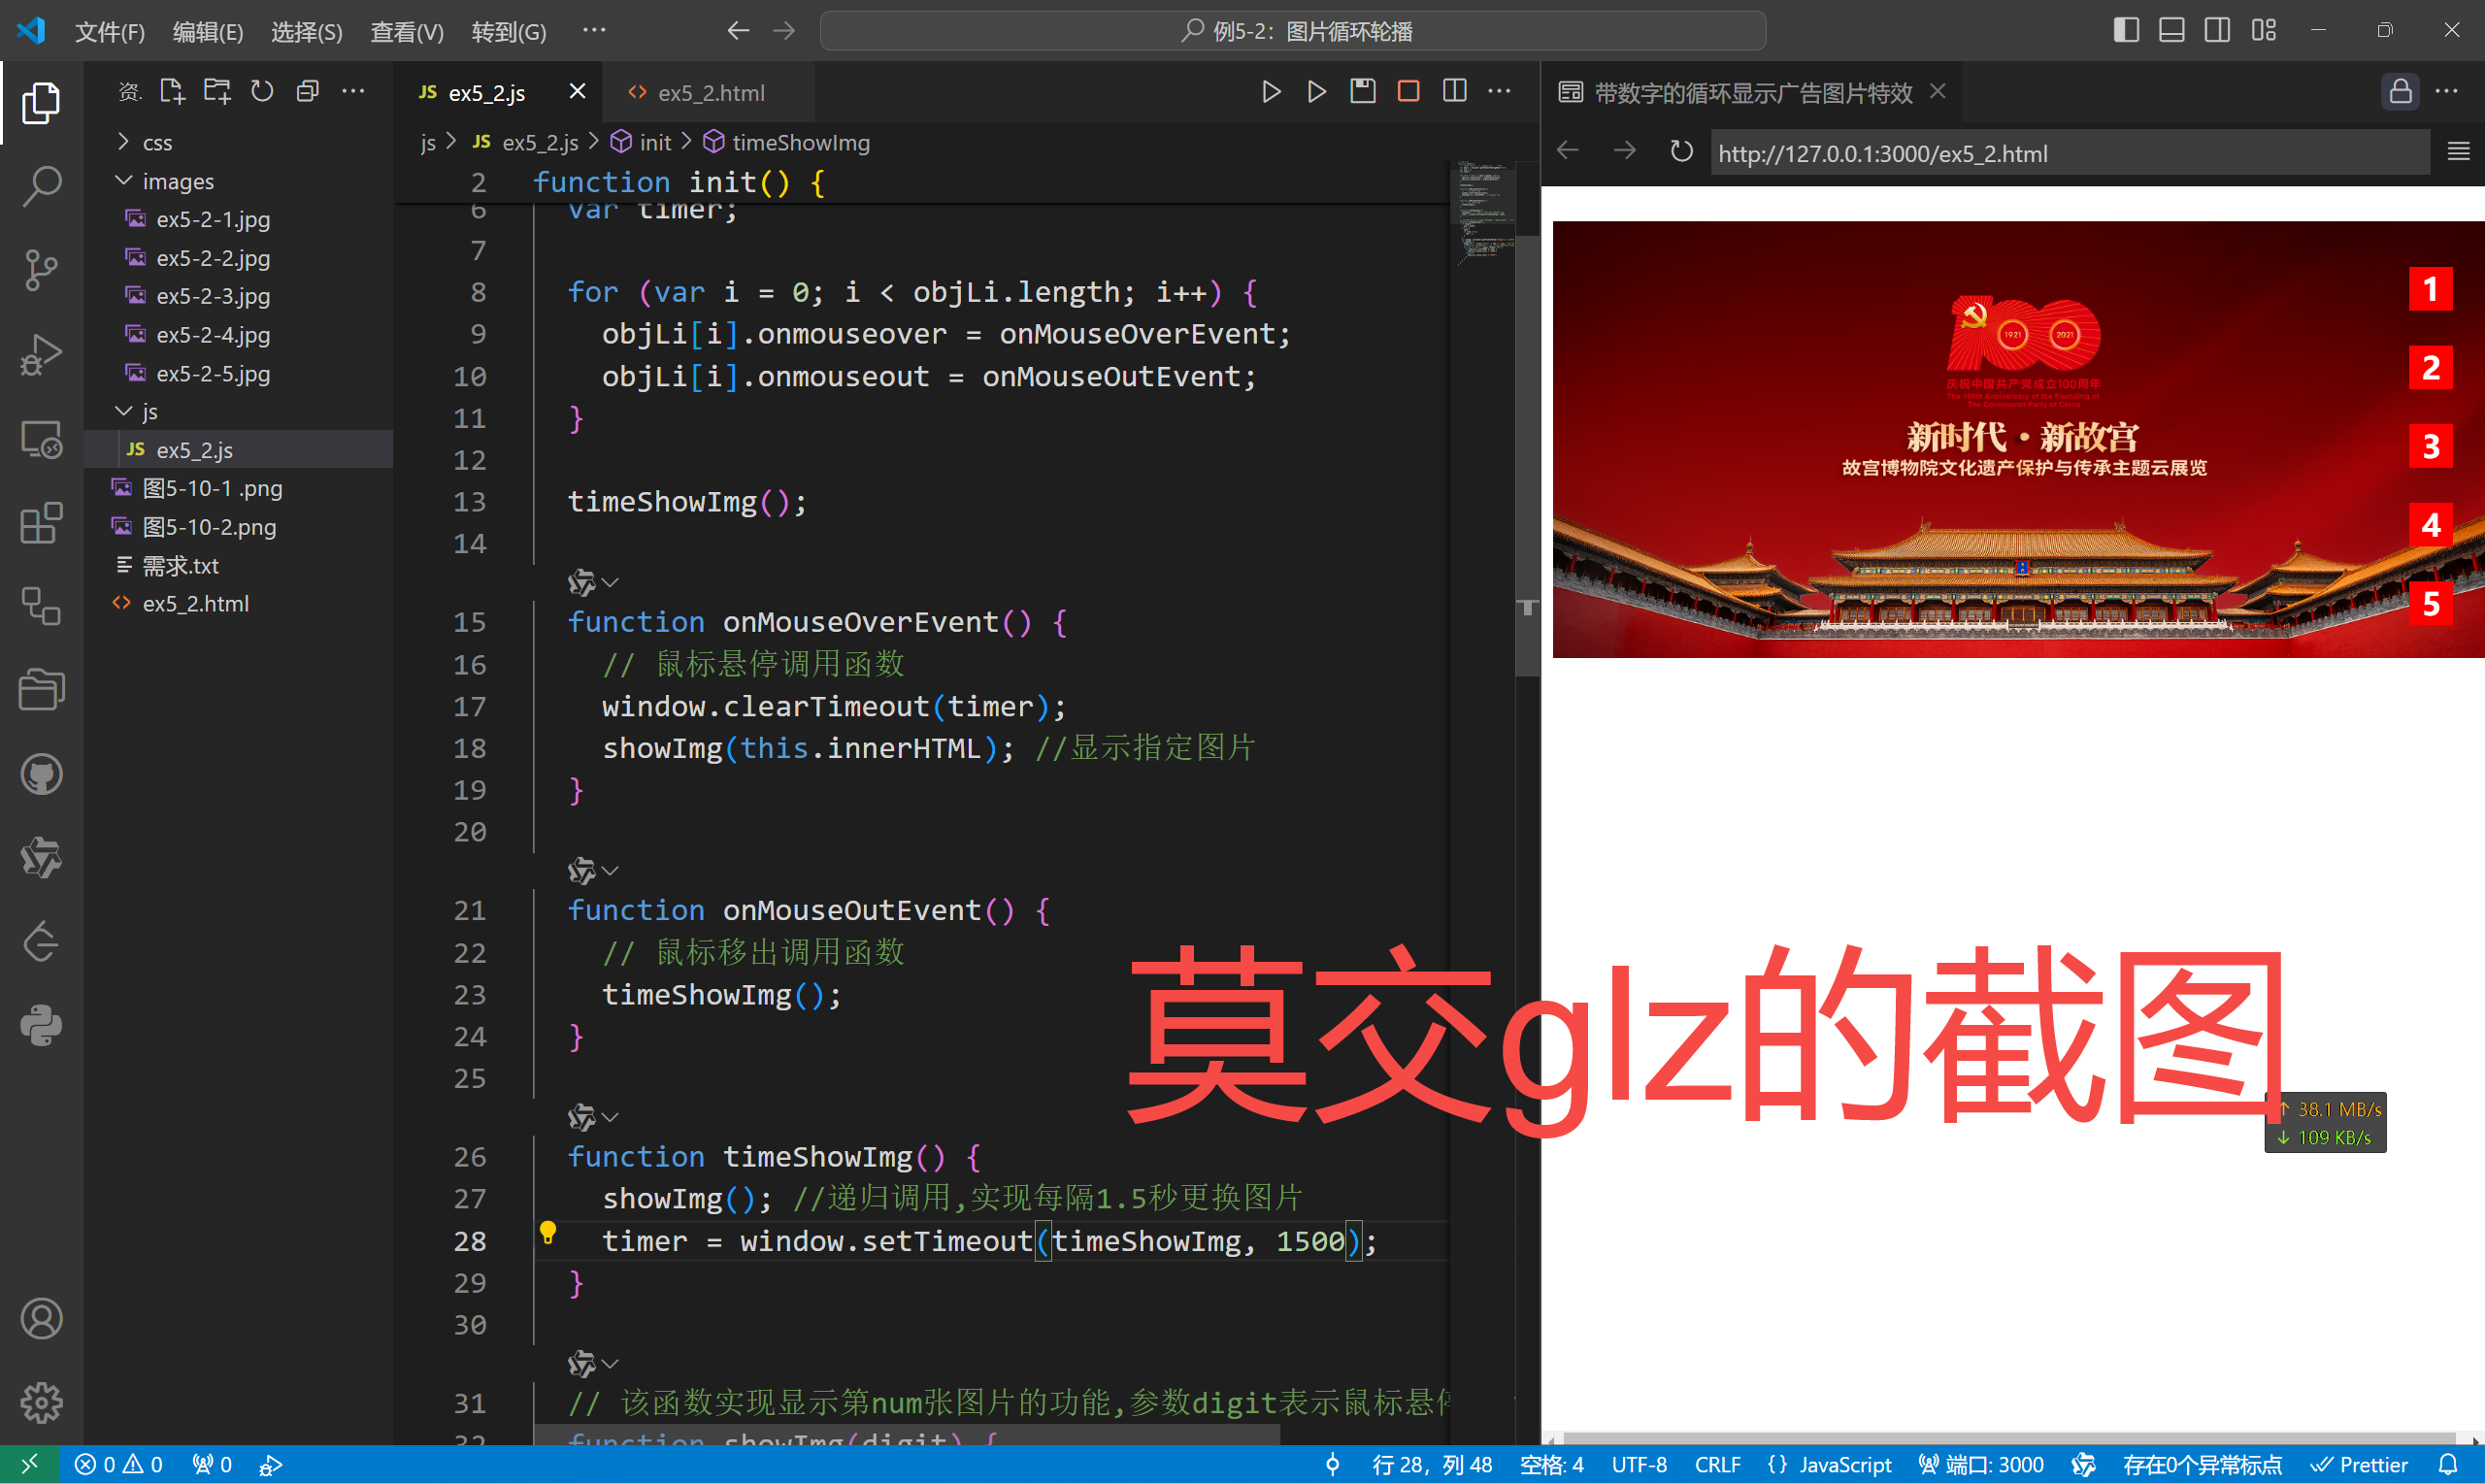 文件(F) 编辑(E) 选择(S) 查看(V) 转到(G) ···
例5-2：图片循环轮播
资.
css
images
ex5-2-1.jpg
ex5-2-2.jpg
ex5-2-3.jpg
ex5-2-4.jpg
ex5-2-5.jpg
js
JS ex5_2.js
图5-10-1 .png
图5-10-2.png
需求.txt
ex5_2.html
JS ex5_2.js
ex5_2.html
js > JS ex5_2.js > init > timeShowImg
2 function init() {
6 var timer;
7
8 for (var i = 0; i < objLi.length; i++) {
9 objLi[i].onmouseover = onMouseOverEvent;
10 objLi[i].onmouseout = onMouseOutEvent;
11 }
12
13 timeShowImg();
14
15 function onMouseOverEvent() {
16 // 鼠标悬停调用函数
17 window.clearTimeout(timer);
18 showImg(this.innerHTML); //显示指定图片
19 }
20
21 function onMouseOutEvent() {
22 // 鼠标移出调用函数
23 timeShowImg();
24 }
25
26 function timeShowImg() {
27 showImg(); //递归调用,实现每隔1.5秒更换图片
28 timer = window.setTimeout(timeShowImg, 1500);
29 }
30
31 // 该函数实现显示第num张图片的功能,参数digit表示鼠标悬停
32 function showImg(digit) {
带数字的循环显示广告图片特效
http://127.0.0.1:3000/ex5_2.html
1921 2021
庆祝中国共产党成立100周年
The 100th Anniversary of the Founding of
The Communist Party of China
新时代·新故宫
故宫博物院文化遗产保护与传承主题云展览
1
2
3
4
5
莫交glz的截图
↑ 38.1 MB/s
↓ 109 KB/s
0 0 0
行 28，列 48 空格: 4 UTF-8 CRLF {} JavaScript 端口: 3000 存在0个异常标点 Prettier